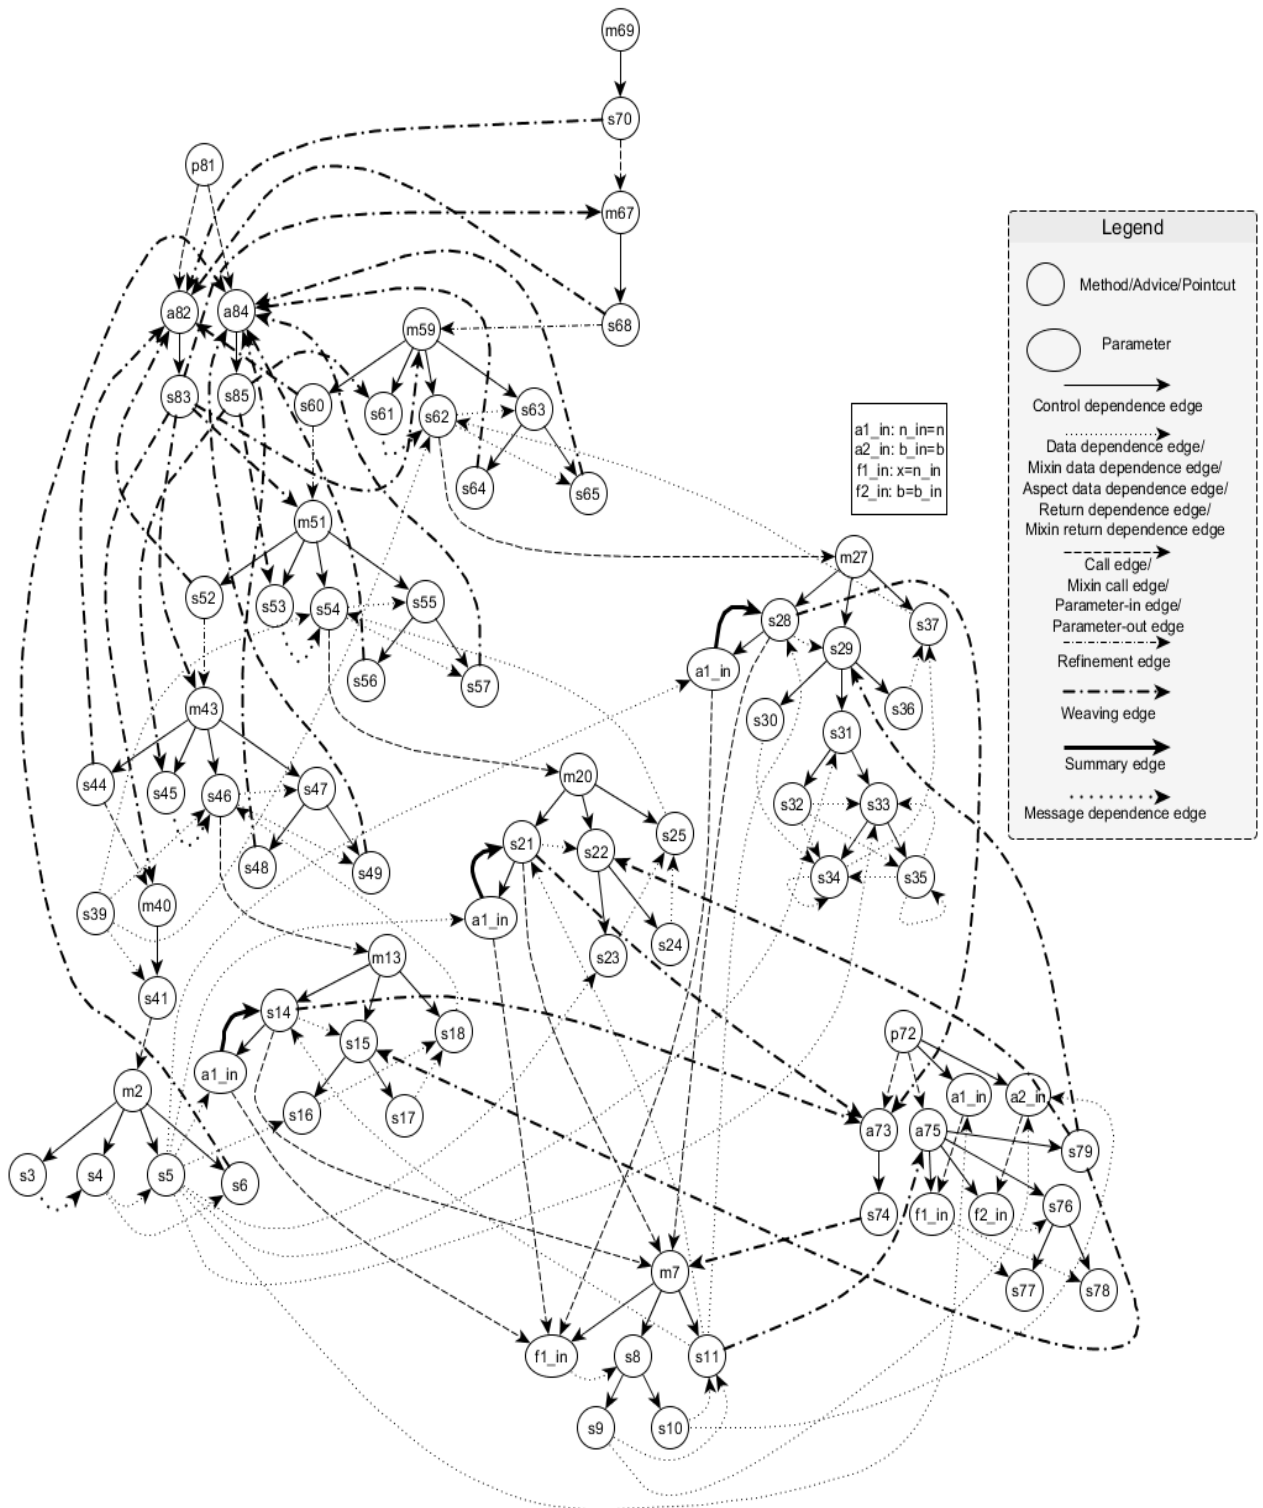 m69
s70
p81
m67
Legend
Method/Advice/Pointcut
a82
a84
m59
s68
Parameter
s83
s85
s60
s61
s62
s63
Control dependence edge
a1_in: n_in=n
a2_in: b_in=b
f1_in: x=n_in
f2_in: b=b_in
Data dependence edge/
Mixin data dependence edge/
Aspect data dependence edge/
Return dependence edge/
Mixin return dependence edge
s64
s65
m51
m27
Call edge/
Mixin call edge/
Parameter-in edge/
Parameter-out edge
s52
s53
s54
s55
s28
s29
s37
Refinement edge
s56
s57
a1_in
m43
s30
s36
Weaving edge
s31
s44
s45
s46
s47
m20
s32
s33
Summary edge
s21
s22
s25
Message dependence edge
s48
s49
s34
s35
s39
m40
a1_in
s23
s24
m13
s41
s14
s15
s18
p72
a1_in
m2
s16
s17
a1_in
a2_in
a73
a75
s79
s3
s4
s5
s6
s74
f1_in
f2_in
s76
m7
s77
s78
f1_in
s8
s11
s9
s10